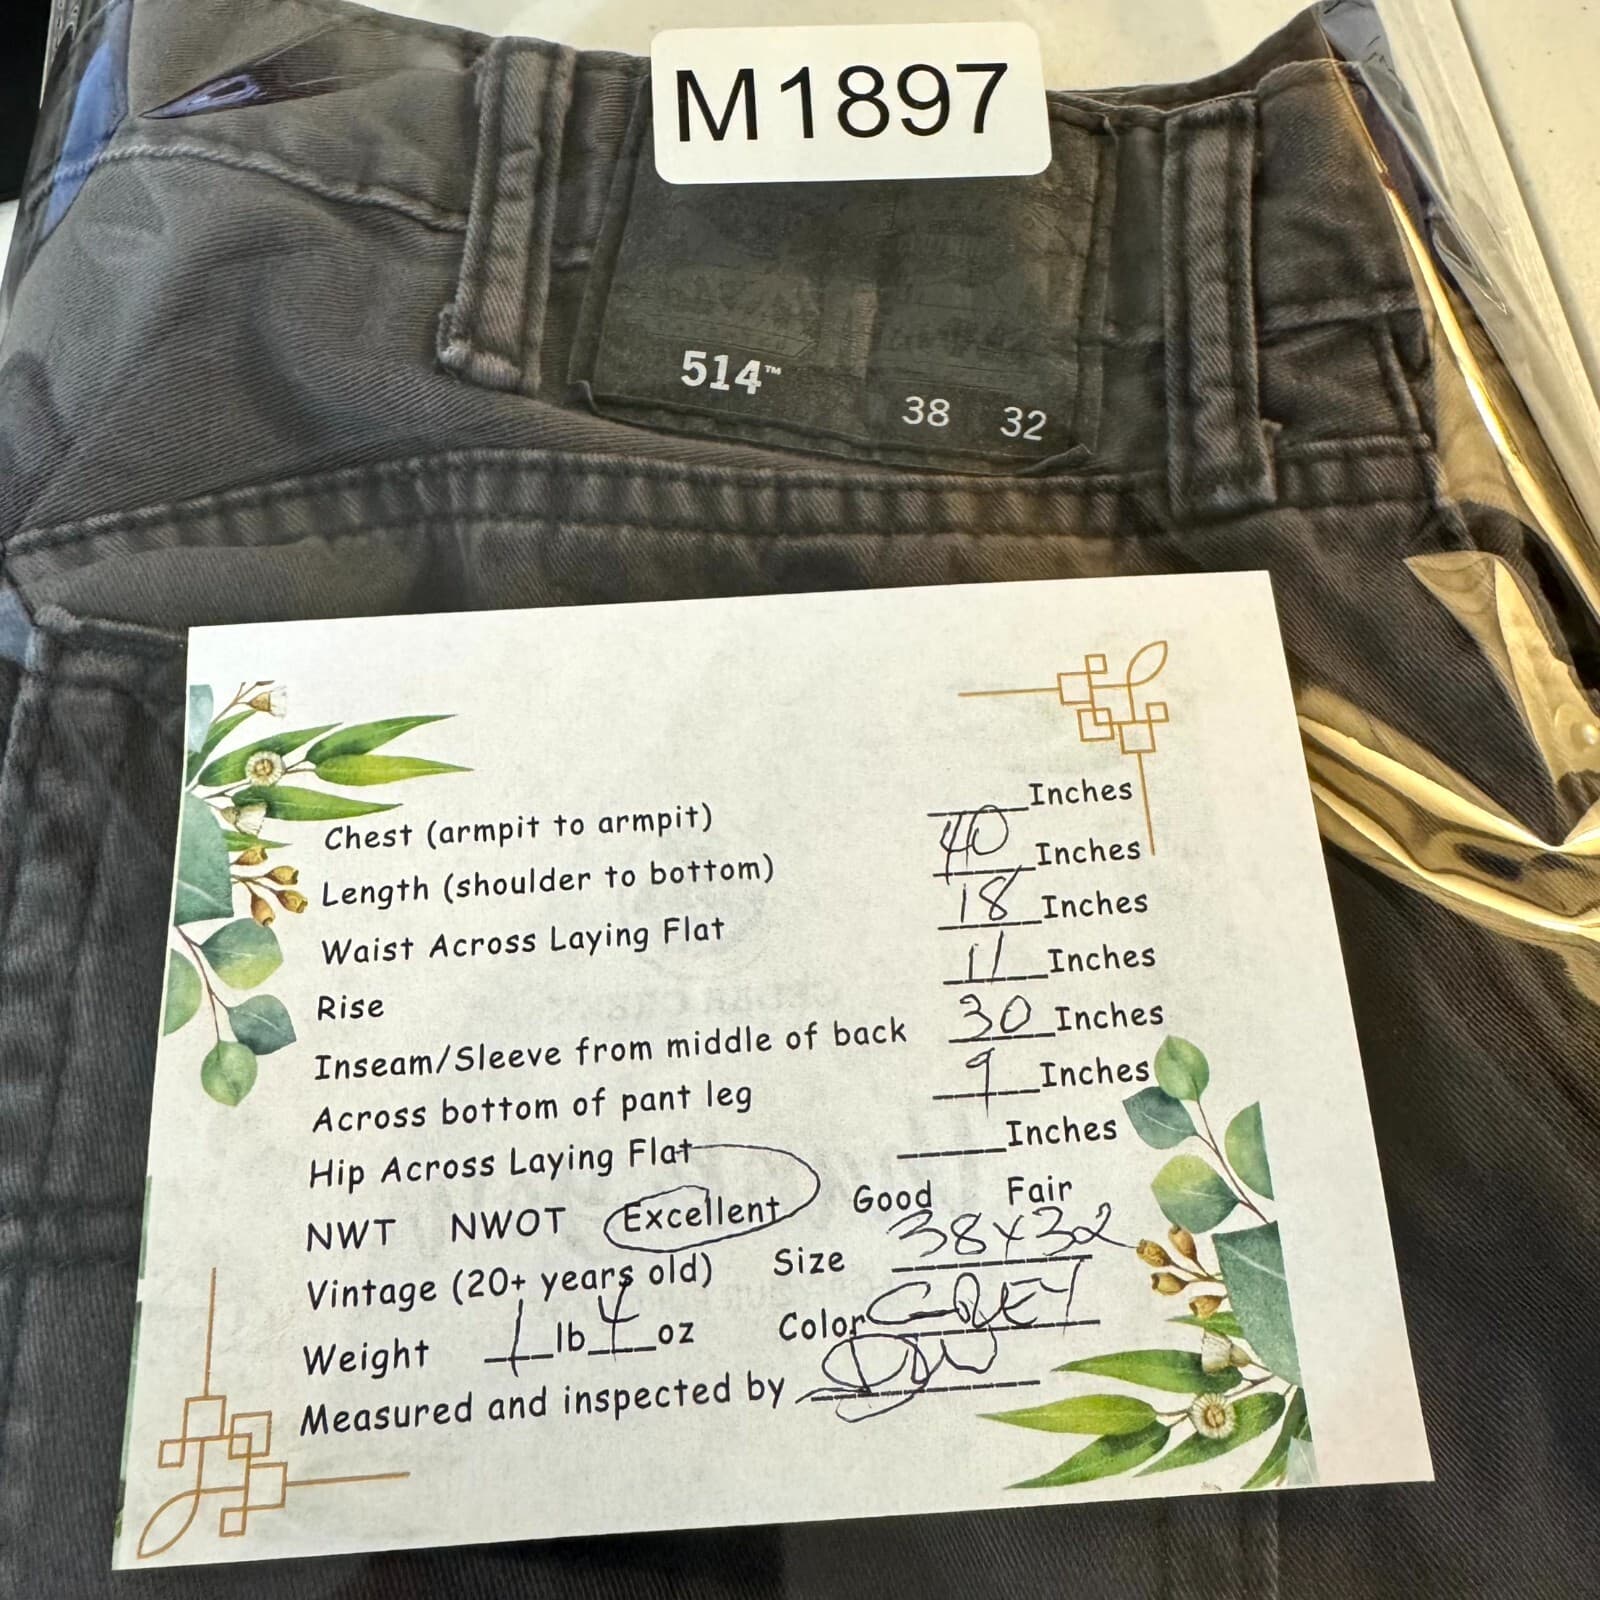 M1897
514™
38 32
Chest (armpit to armpit) ____Inches
Length (shoulder to bottom) 40 Inches
Waist Across Laying Flat 18 Inches
Rise 11 Inches
Inseam/Sleeve from middle of back 30 Inches
Across bottom of pant leg 9 Inches
Hip Across Laying Flat ____Inches
NWT NWOT Excellent Good Fair
Vintage (20+ years old) Size 38x32
Weight 1 lb 4 oz Color GREY
Measured and inspected by